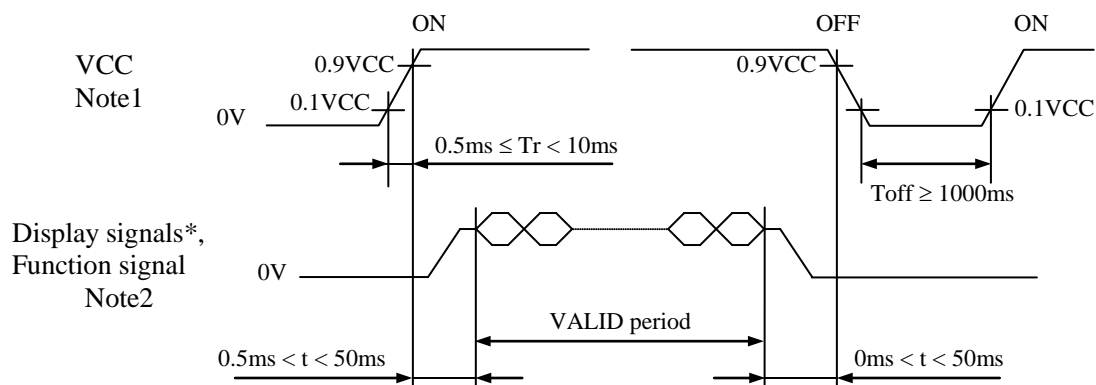 ON OFF ON
VCC
Note1
0.9VCC 0.9VCC
0.1VCC 0.1VCC
0V
0.5ms ≤ Tr < 10ms
Toff ≥ 1000ms
Display signals*,
Function signal
Note2
0V
VALID period
0.5ms < t < 50ms 0ms < t < 50ms